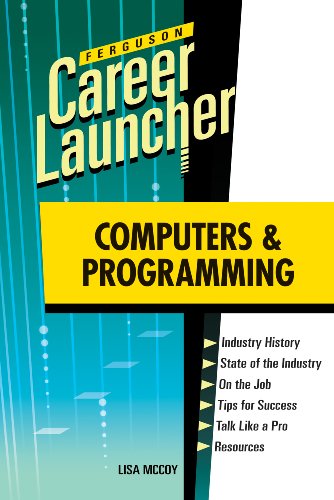 FERGUSON
Career
Launcher
COMPUTERS &
PROGRAMMING
Industry History
State of the Industry
On the Job
Tips for Success
Talk Like a Pro
Resources
LISA MCCOY